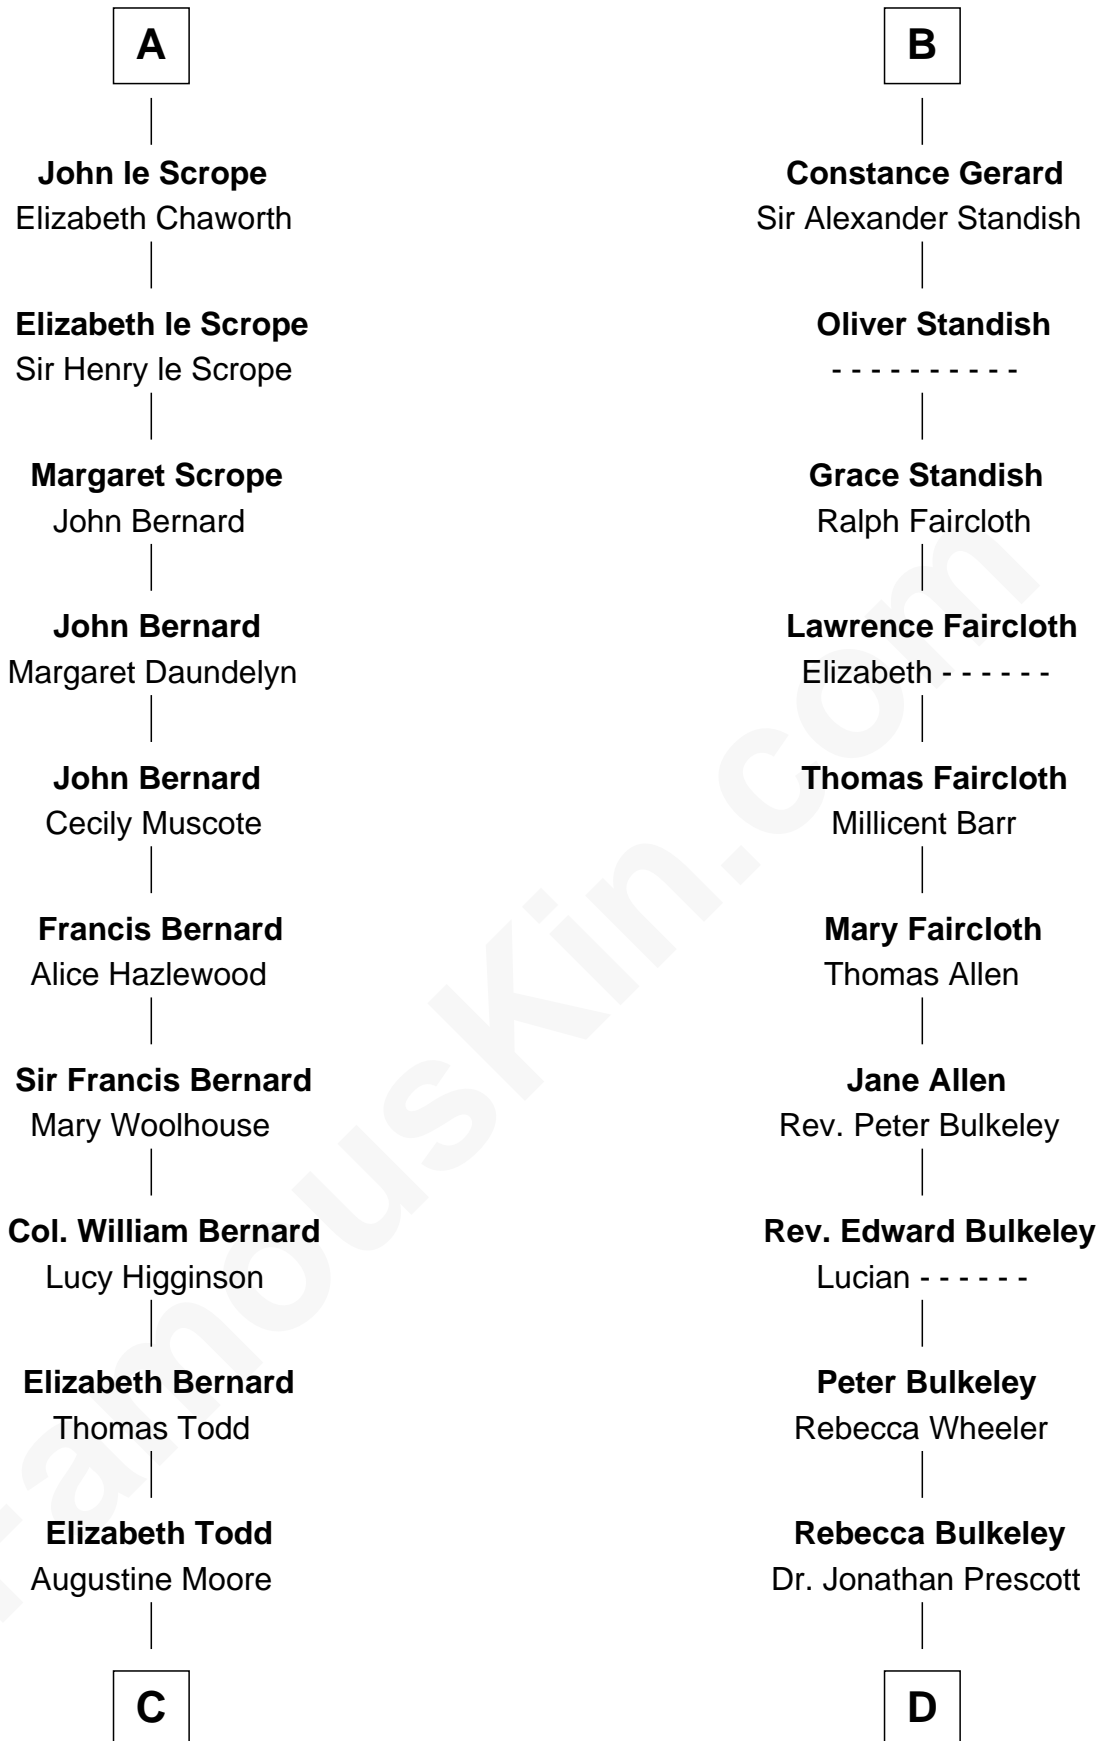 A
John le Scrope
Elizabeth Chaworth
Elizabeth le Scrope
Sir Henry le Scrope
Margaret Scrope
John Bernard
John Bernard
Margaret Daundelyn
John Bernard
Cecily Muscote
Francis Bernard
Alice Hazlewood
Sir Francis Bernard
Mary Woolhouse
Col. William Bernard
Lucy Higginson
Elizabeth Bernard
Thomas Todd
Elizabeth Todd
Augustine Moore
C
B
Constance Gerard
Sir Alexander Standish
Oliver Standish
- - - - - - - - - -
Grace Standish
Ralph Faircloth
Lawrence Faircloth
Elizabeth - - - - - -
Thomas Faircloth
Millicent Barr
Mary Faircloth
Thomas Allen
Jane Allen
Rev. Peter Bulkeley
Rev. Edward Bulkeley
Lucian - - - - - -
Peter Bulkeley
Rebecca Wheeler
Rebecca Bulkeley
Dr. Jonathan Prescott
D
FamousKin.com